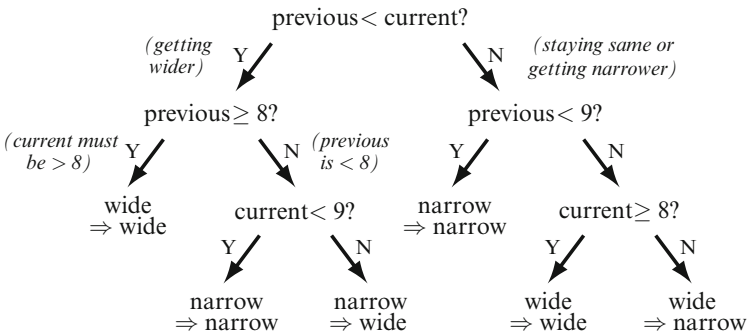 previous< current?
(getting
wider)
Y
N
(staying same or
getting narrower)
previous≥ 8?
previous< 9?
(current must
be > 8)
Y
N
(previous
is < 8)
Y
N
wide
⇒ wide
current< 9?
narrow
⇒ narrow
current≥ 8?
Y
N
Y
N
narrow
⇒ narrow
narrow
⇒ wide
wide
⇒ wide
wide
⇒ narrow